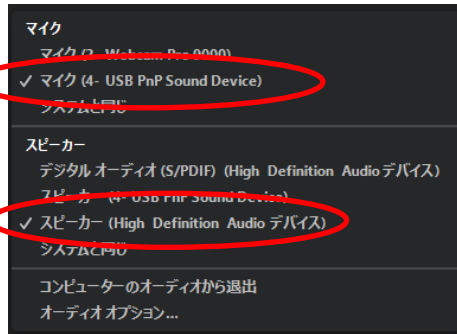 マイク
マイク (2- Webcam Pro 9000)
✓ マイク (4- USB PnP Sound Device)
システムと同じ
スピーカー
デジタル オーディオ (S/PDIF) (High Definition Audio デバイス)
スピーカー (4- USB PnP Sound Device)
✓ スピーカー (High Definition Audio デバイス)
システムと同じ
コンピューターのオーディオから退出
オーディオ オプション...